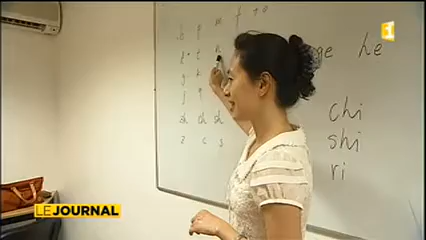 b p m f
d t n
g k
j q
zh ch sh
z c s
ge he
chi
shi
ri
1
LE JOURNAL